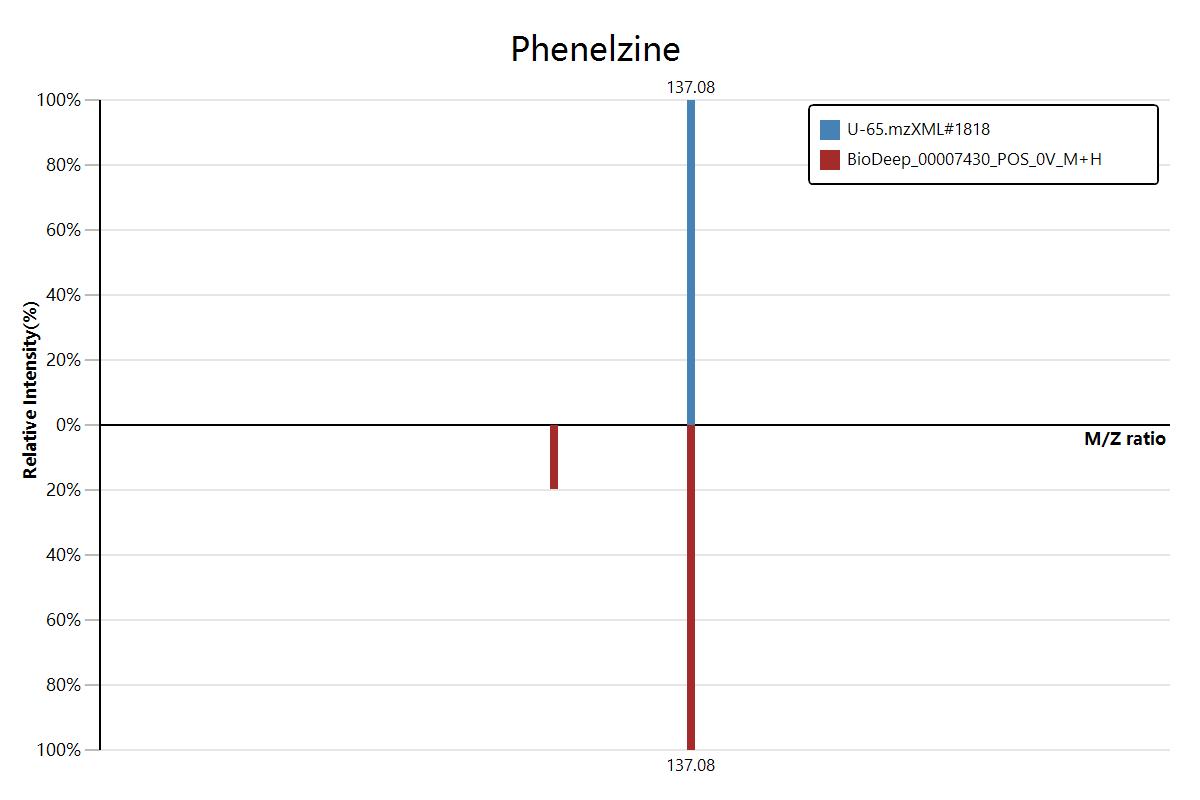 Phenelzine
137.08
100%
80%
60%
40%
20%
0%
20%
40%
60%
80%
100%
Relative Intensity(%)
U-65.mzXML#1818
BioDeep_00007430_POS_0V_M+H
M/Z ratio
137.08